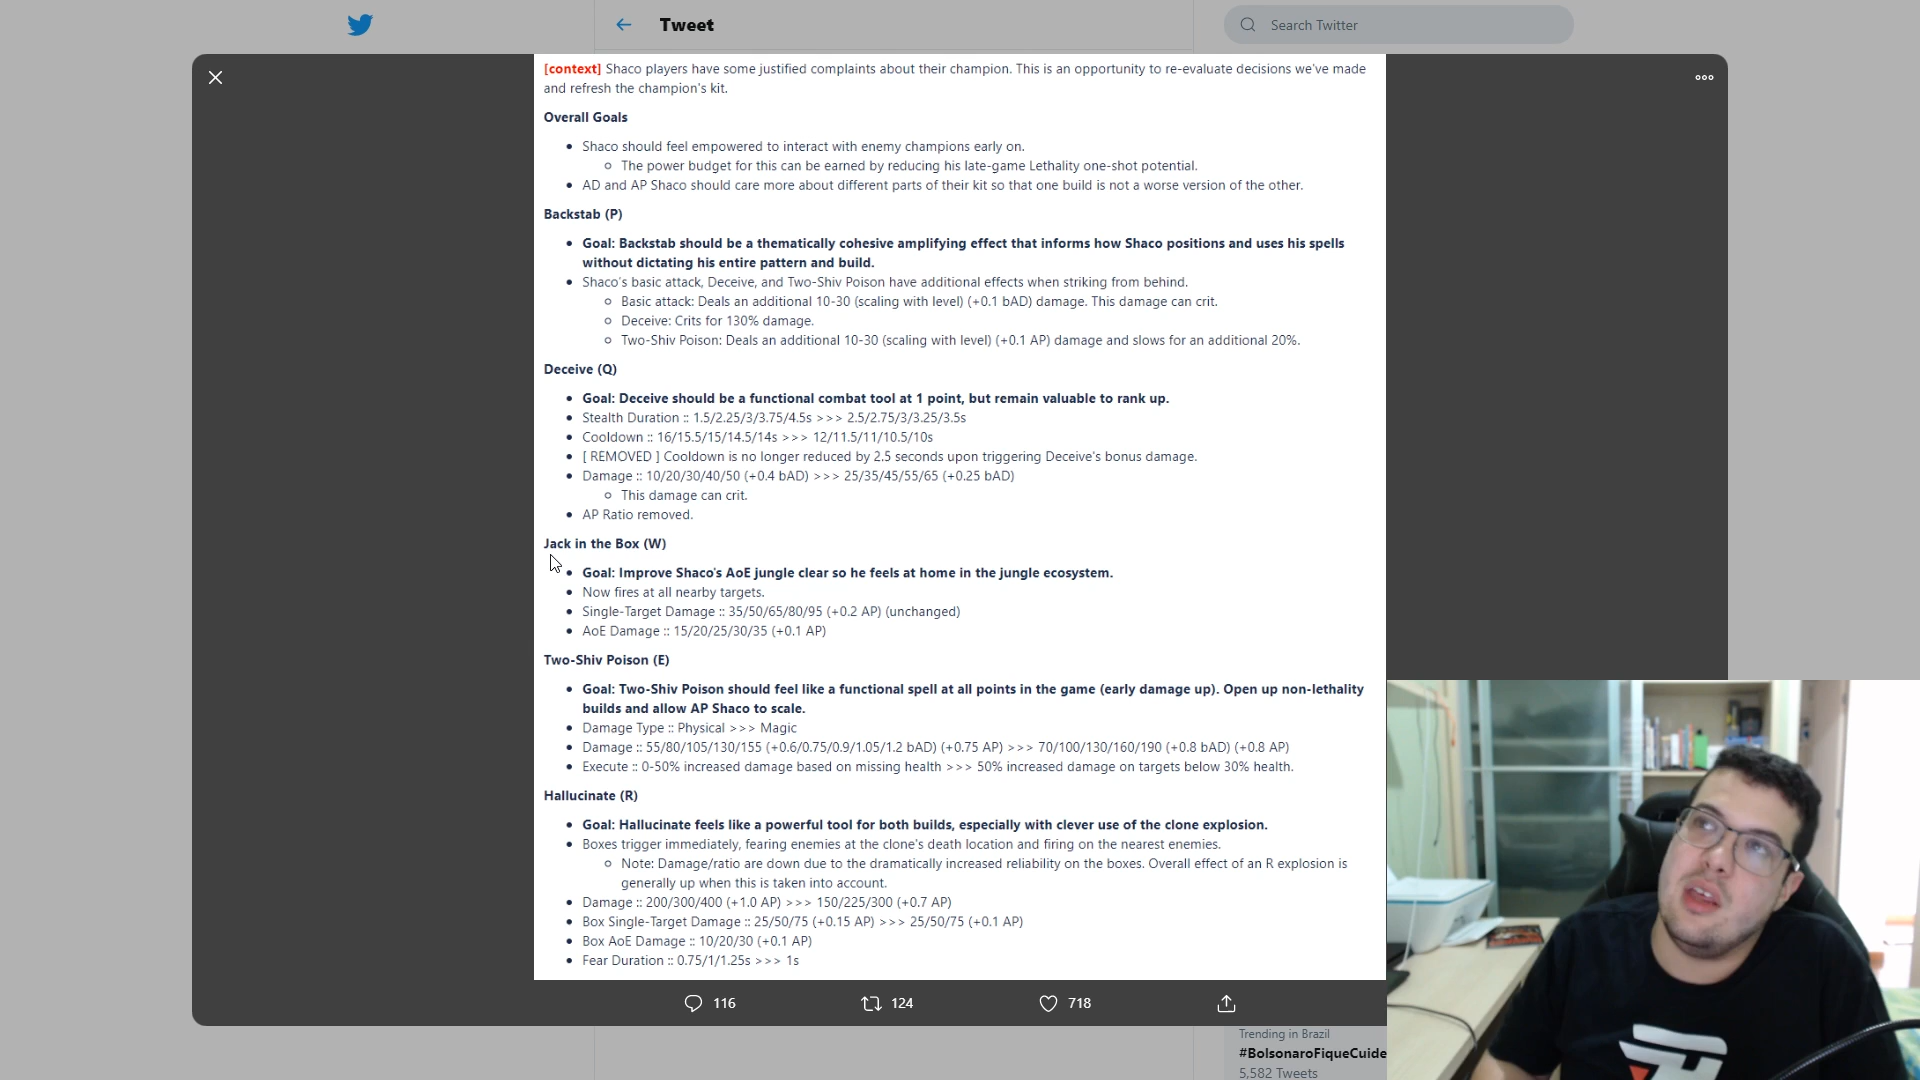 Tweet
Search Twitter
[context] Shaco players have some justified complaints about their champion. This is an opportunity to re-evaluate decisions we've made
and refresh the champion's kit.
Overall Goals
Shaco should feel empowered to interact with enemy champions early on.
The power budget for this can be earned by reducing his late-game Lethality one-shot potential.
AD and AP Shaco should care more about different parts of their kit so that one build is not a worse version of the other.
Backstab (P)
Goal: Backstab should be a thematically cohesive amplifying effect that informs how Shaco positions and uses his spells
without dictating his entire pattern and build.
Shaco's basic attack, Deceive, and Two-Shiv Poison have additional effects when striking from behind.
Basic attack: Deals an additional 10-30 (scaling with level) (+0.1 bAD) damage. This damage can crit.
Deceive: Crits for 130% damage.
Two-Shiv Poison: Deals an additional 10-30 (scaling with level) (+0.1 AP) damage and slows for an additional 20%.
Deceive (Q)
Goal: Deceive should be a functional combat tool at 1 point, but remain valuable to rank up.
Stealth Duration :: 1.5/2.25/3/3.75/4.5s >>> 2.5/2.75/3/3.25/3.5s
Cooldown :: 16/15.5/15/14.5/14s >>> 12/11.5/11/10.5/10s
[ REMOVED ] Cooldown is no longer reduced by 2.5 seconds upon triggering Deceive's bonus damage.
Damage :: 10/20/30/40/50 (+0.4 bAD) >>> 25/35/45/55/65 (+0.25 bAD)
This damage can crit.
AP Ratio removed.
Jack in the Box (W)
Goal: Improve Shaco's AoE jungle clear so he feels at home in the jungle ecosystem.
Now fires at all nearby targets.
Single-Target Damage :: 35/50/65/80/95 (+0.2 AP) (unchanged)
AoE Damage :: 15/20/25/30/35 (+0.1 AP)
Two-Shiv Poison (E)
Goal: Two-Shiv Poison should feel like a functional spell at all points in the game (early damage up). Open up non-lethality
builds and allow AP Shaco to scale.
Damage Type :: Physical >>> Magic
Damage :: 55/80/105/130/155 (+0.6/0.75/0.9/1.05/1.2 bAD) (+0.75 AP) >>> 70/100/130/160/190 (+0.8 bAD) (+0.8 AP)
Execute :: 0-50% increased damage based on missing health >>> 50% increased damage on targets below 30% health.
Hallucinate (R)
Goal: Hallucinate feels like a powerful tool for both builds, especially with clever use of the clone explosion.
Boxes trigger immediately, fearing enemies at the clone's death location and firing on the nearest enemies.
Note: Damage/ratio are down due to the dramatically increased reliability on the boxes. Overall effect of an R explosion is
generally up when this is taken into account.
Damage :: 200/300/400 (+1.0 AP) >>> 150/225/300 (+0.7 AP)
Box Single-Target Damage :: 25/50/75 (+0.15 AP) >>> 25/50/75 (+0.1 AP)
Box AoE Damage :: 10/20/30 (+0.1 AP)
Fear Duration :: 0.75/1/1.25s >>> 1s
116 124 718
Trending in Brazil
#BolsonaroFiqueCuide
5,582 Tweets